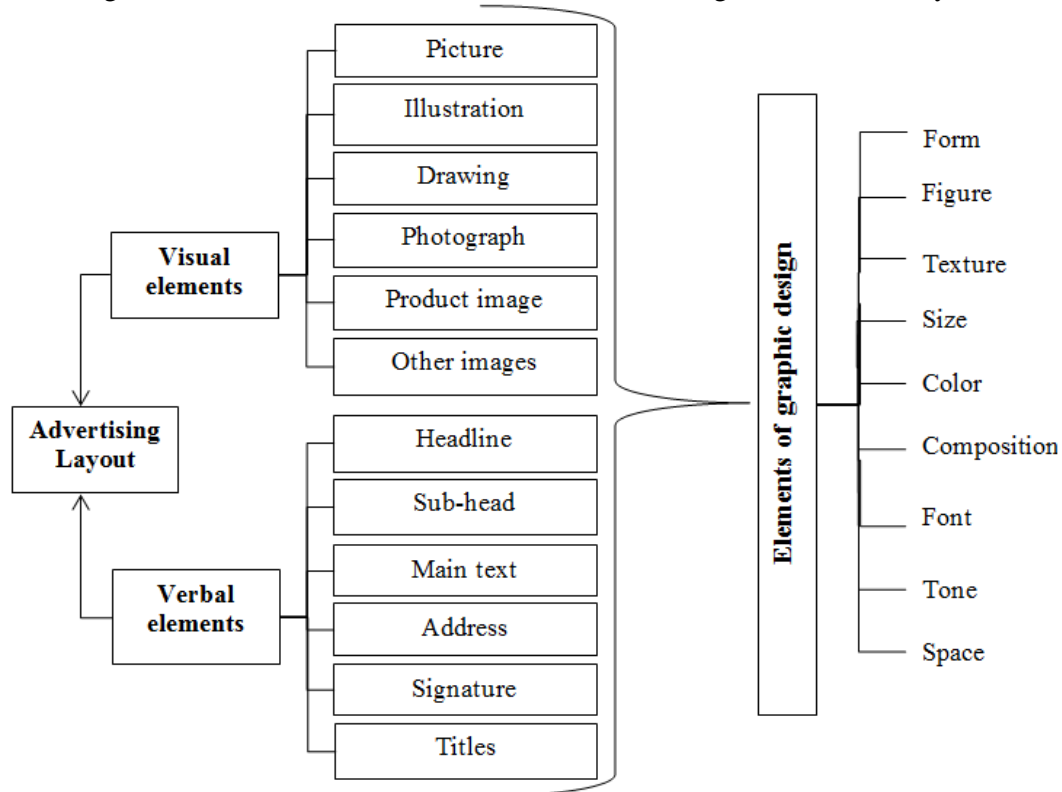 Picture
Illustration
Drawing
Photograph
Product image
Other images
Visual
elements
Advertising
Layout
Verbal
elements
Headline
Sub-head
Main text
Address
Signature
Titles
Elements of graphic design
Form
Figure
Texture
Size
Color
Composition
Font
Tone
Space